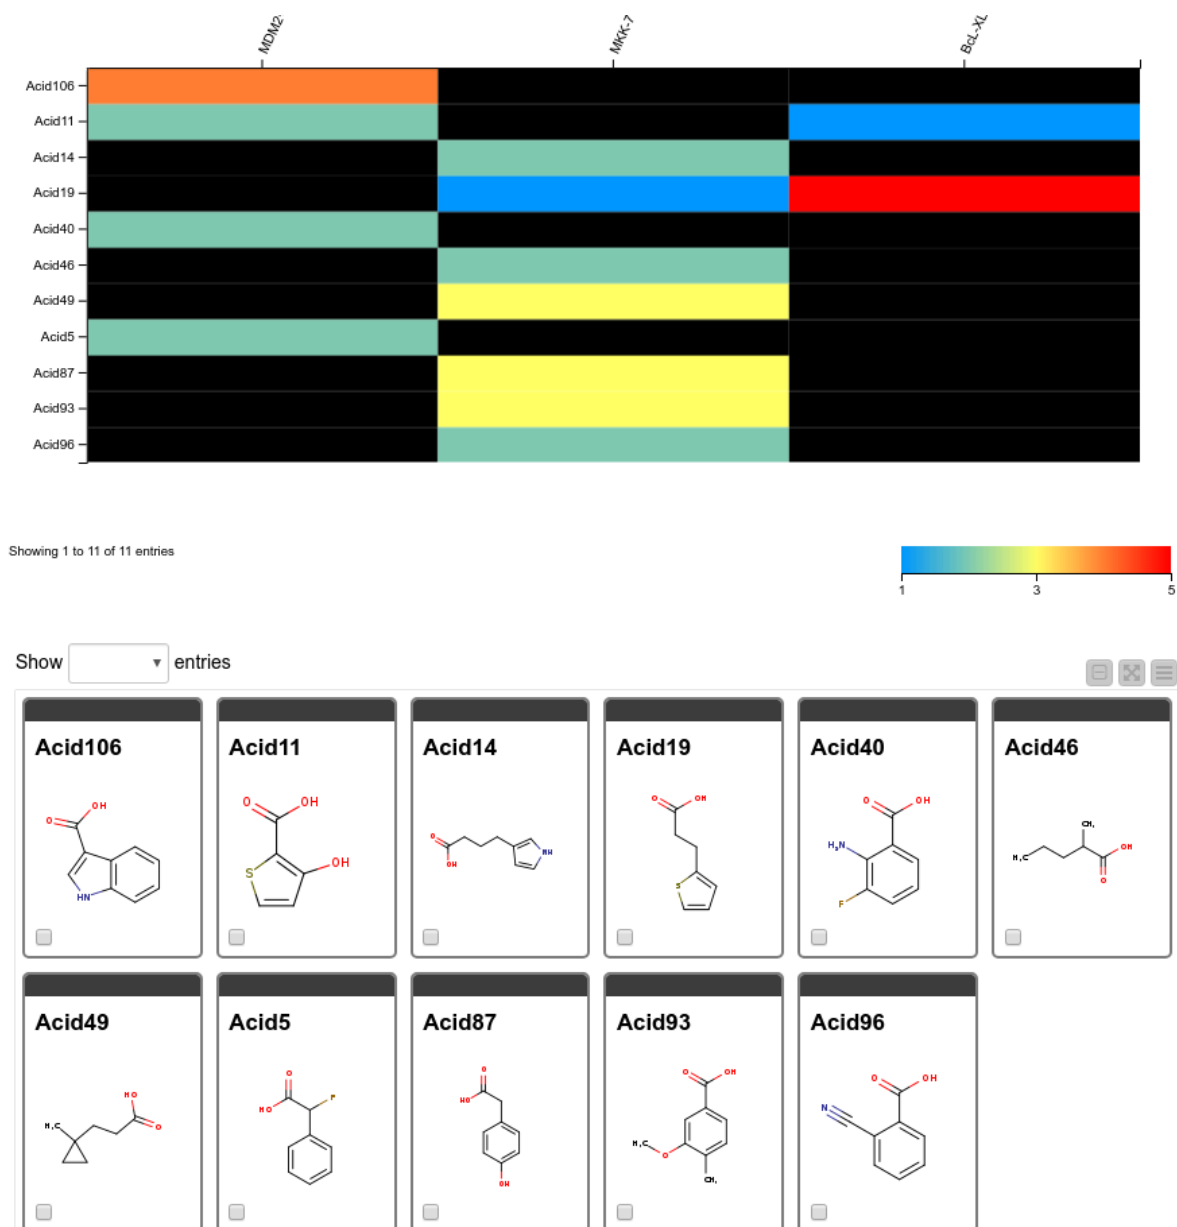 MDM2·
MKK-7
BcL-XL
Acid106
Acid11
Acid14
Acid19
Acid40
Acid46
Acid49
Acid5
Acid87
Acid93
Acid96
Showing 1 to 11 of 11 entries
1 3 5
Show entries
Acid106 Acid11 Acid14 Acid19 Acid40 Acid46
O OH HN
O OH S OH
O OH NH
O OH S
O OH H₂N F
CH₃ H₃C OH O
Acid49 Acid5 Acid87 Acid93 Acid96
HO O H₃C
O HO F
O HO OH
O OH H₃C O CH₃
O OH N